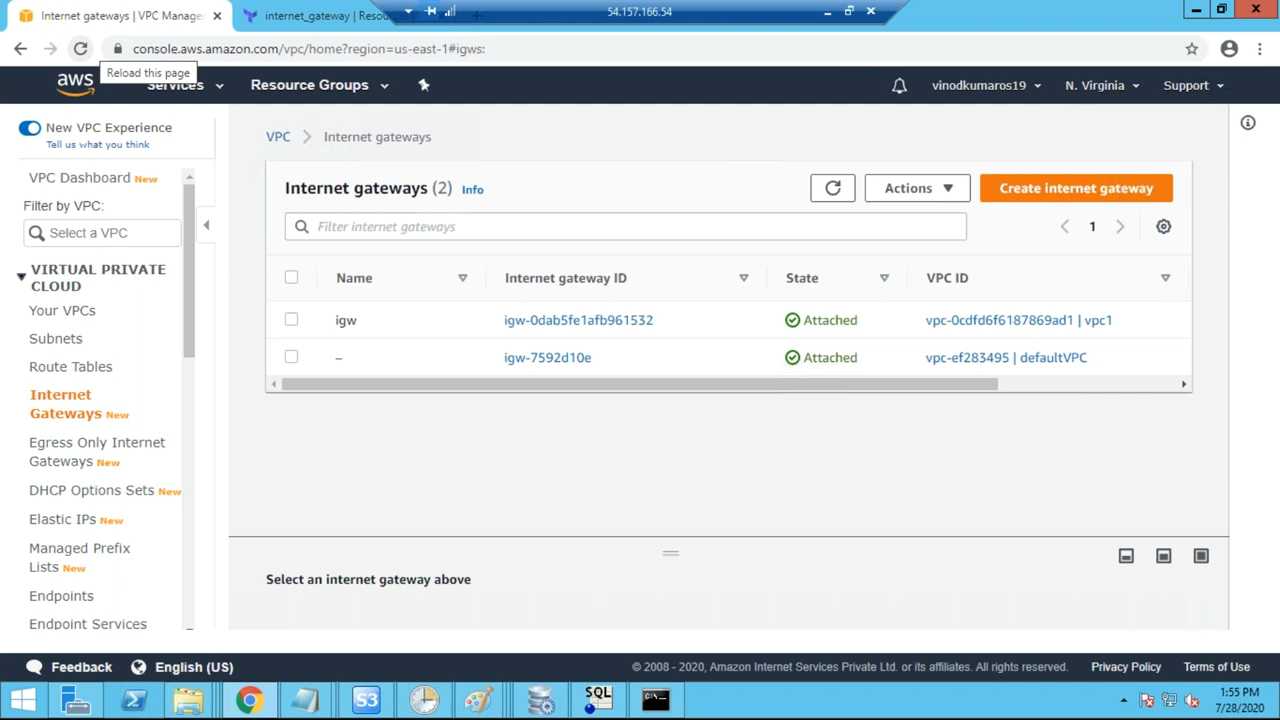 Internet gateways | VPC Manage
internet_gateway | Resou
54.157.166.54
console.aws.amazon.com/vpc/home?region=us-east-1#igws:
Reload this page
aws
Services
Resource Groups
vinodkumaros19
N. Virginia
Support
New VPC Experience
Tell us what you think
VPC Dashboard New
Filter by VPC:
Select a VPC
VIRTUAL PRIVATE
CLOUD
Your VPCs
Subnets
Route Tables
Internet
Gateways New
Egress Only Internet
Gateways New
DHCP Options Sets New
Elastic IPs New
Managed Prefix
Lists New
Endpoints
Endpoint Services
VPC > Internet gateways
Internet gateways (2) Info
Actions
Create internet gateway
Filter internet gateways
1
Name Internet gateway ID State VPC ID
igw igw-0dab5fe1afb961532 Attached vpc-0cdfd6f6187869ad1 | vpc1
– igw-7592d10e Attached vpc-ef283495 | defaultVPC
Select an internet gateway above
Feedback
English (US)
© 2008 - 2020, Amazon Internet Services Private Ltd. or its affiliates. All rights reserved.
Privacy Policy
Terms of Use
S3
SQL
1:55 PM
7/28/2020